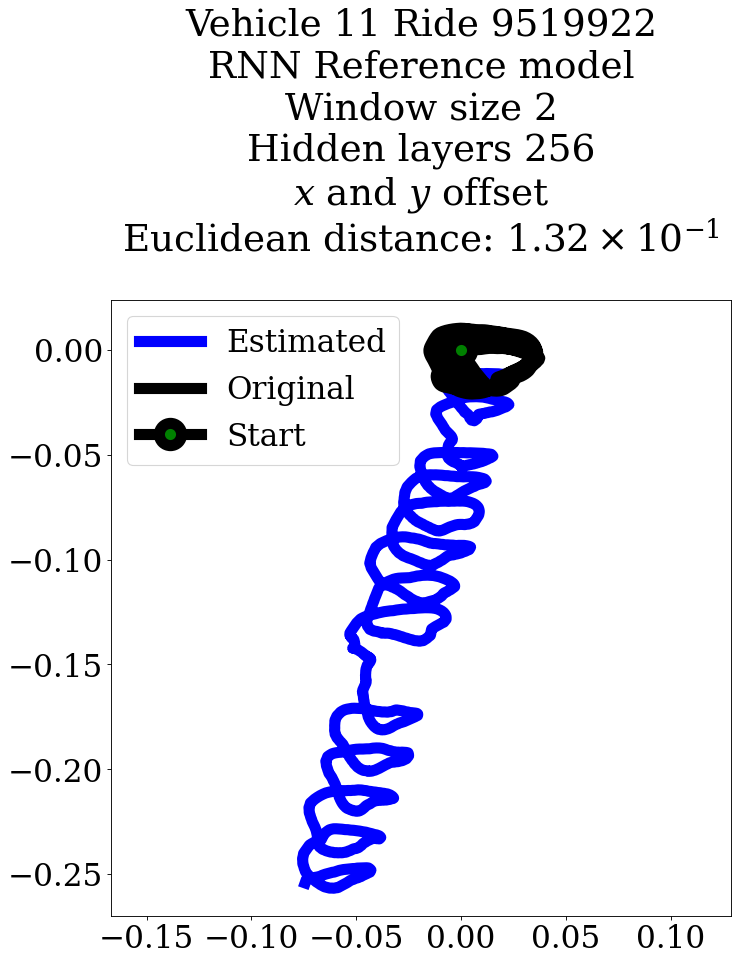 Vehicle 11 Ride 9519922
RNN Reference model
Window size 2
Hidden layers 256
x and y offset
Euclidean distance: 1.32 × 10⁻¹
Estimated
Original
Start
0.00
−0.05
−0.10
−0.15
−0.20
−0.25
−0.15 −0.10 −0.05 0.00 0.05 0.10